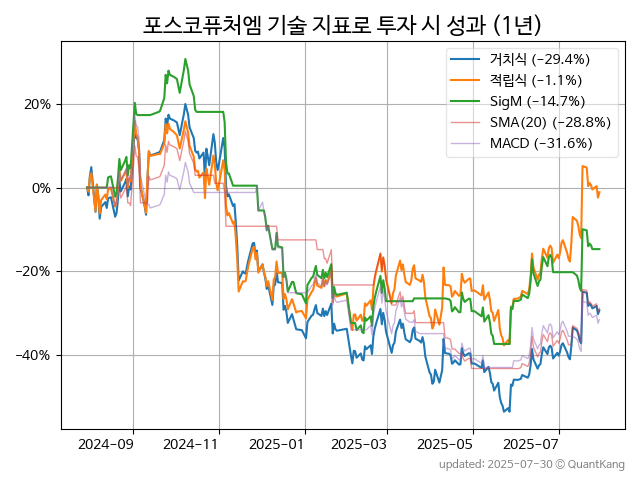 포스코퓨처엠 기술 지표로 투자 시 성과 (1년)
거치식 (−29.4%)
적립식 (−1.1%)
SigM (−14.7%)
SMA(20) (−28.8%)
MACD (−31.6%)
20%
0%
−20%
−40%
2024-09
2024-11
2025-01
2025-03
2025-05
2025-07
updated: 2025-07-30 © QuantKang